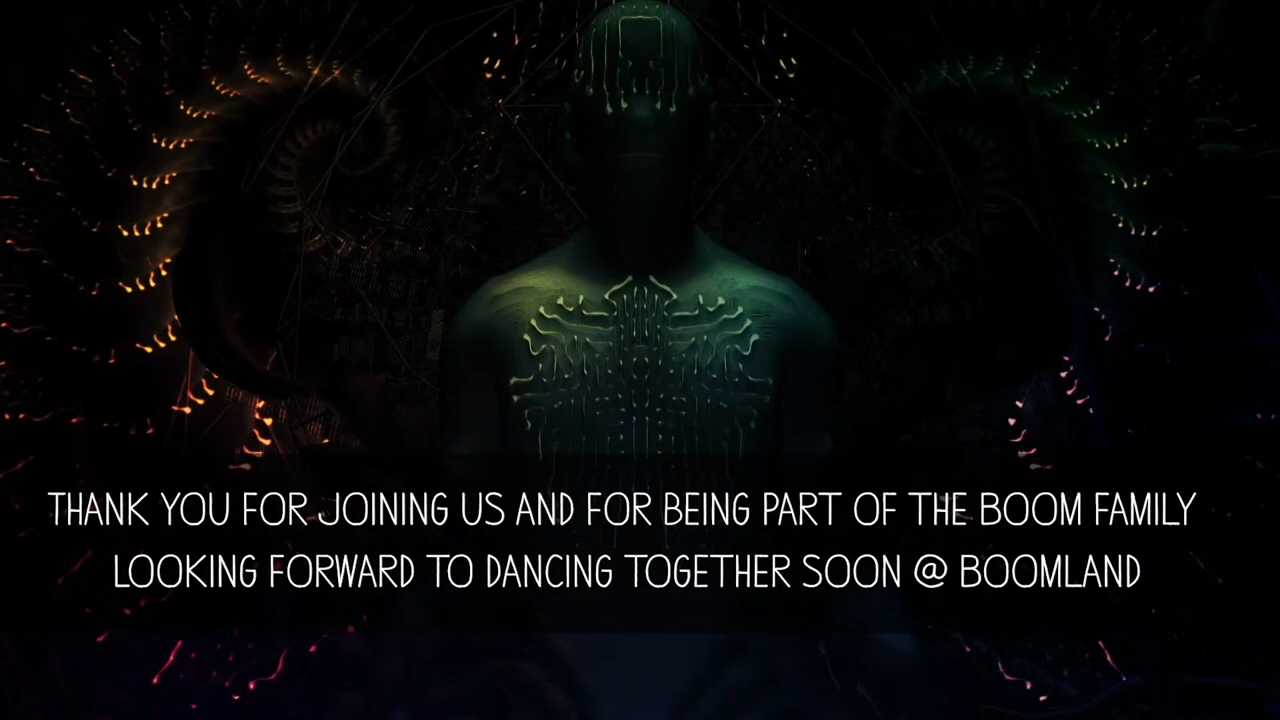 THANK YOU FOR JOINING US AND FOR BEING PART OF THE BOOM FAMILY
LOOKING FORWARD TO DANCING TOGETHER SOON @ BOOMLAND